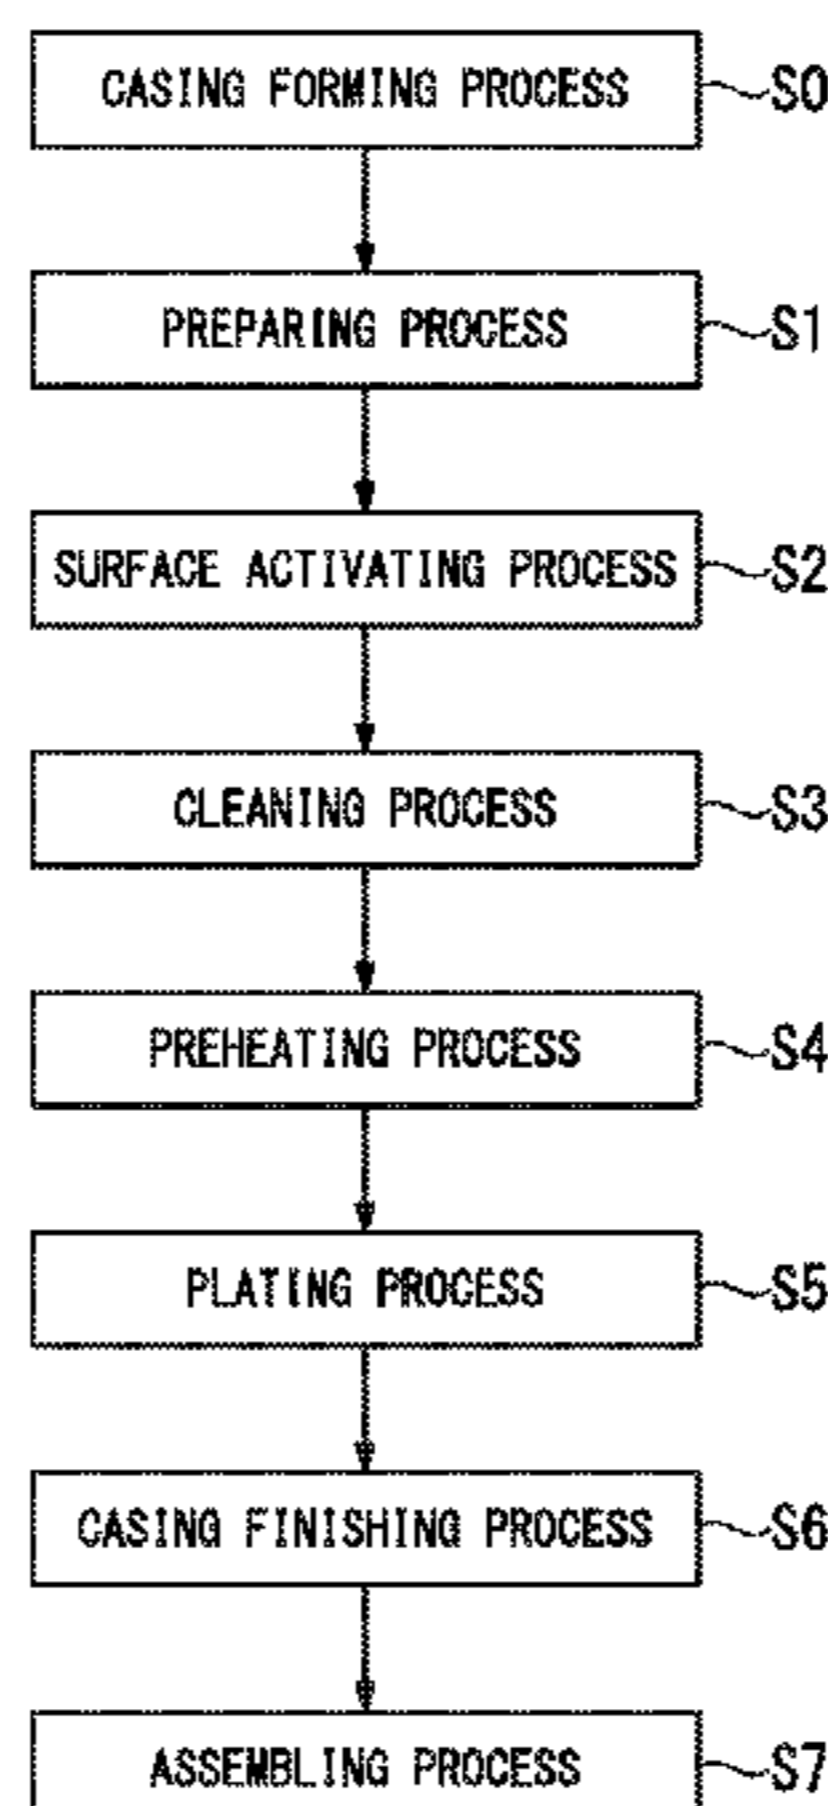 CASING FORMING PROCESS S0
PREPARING PROCESS S1
SURFACE ACTIVATING PROCESS S2
CLEANING PROCESS S3
PREHEATING PROCESS S4
PLATING PROCESS S5
CASING FINISHING PROCESS S6
ASSEMBLING PROCESS S7